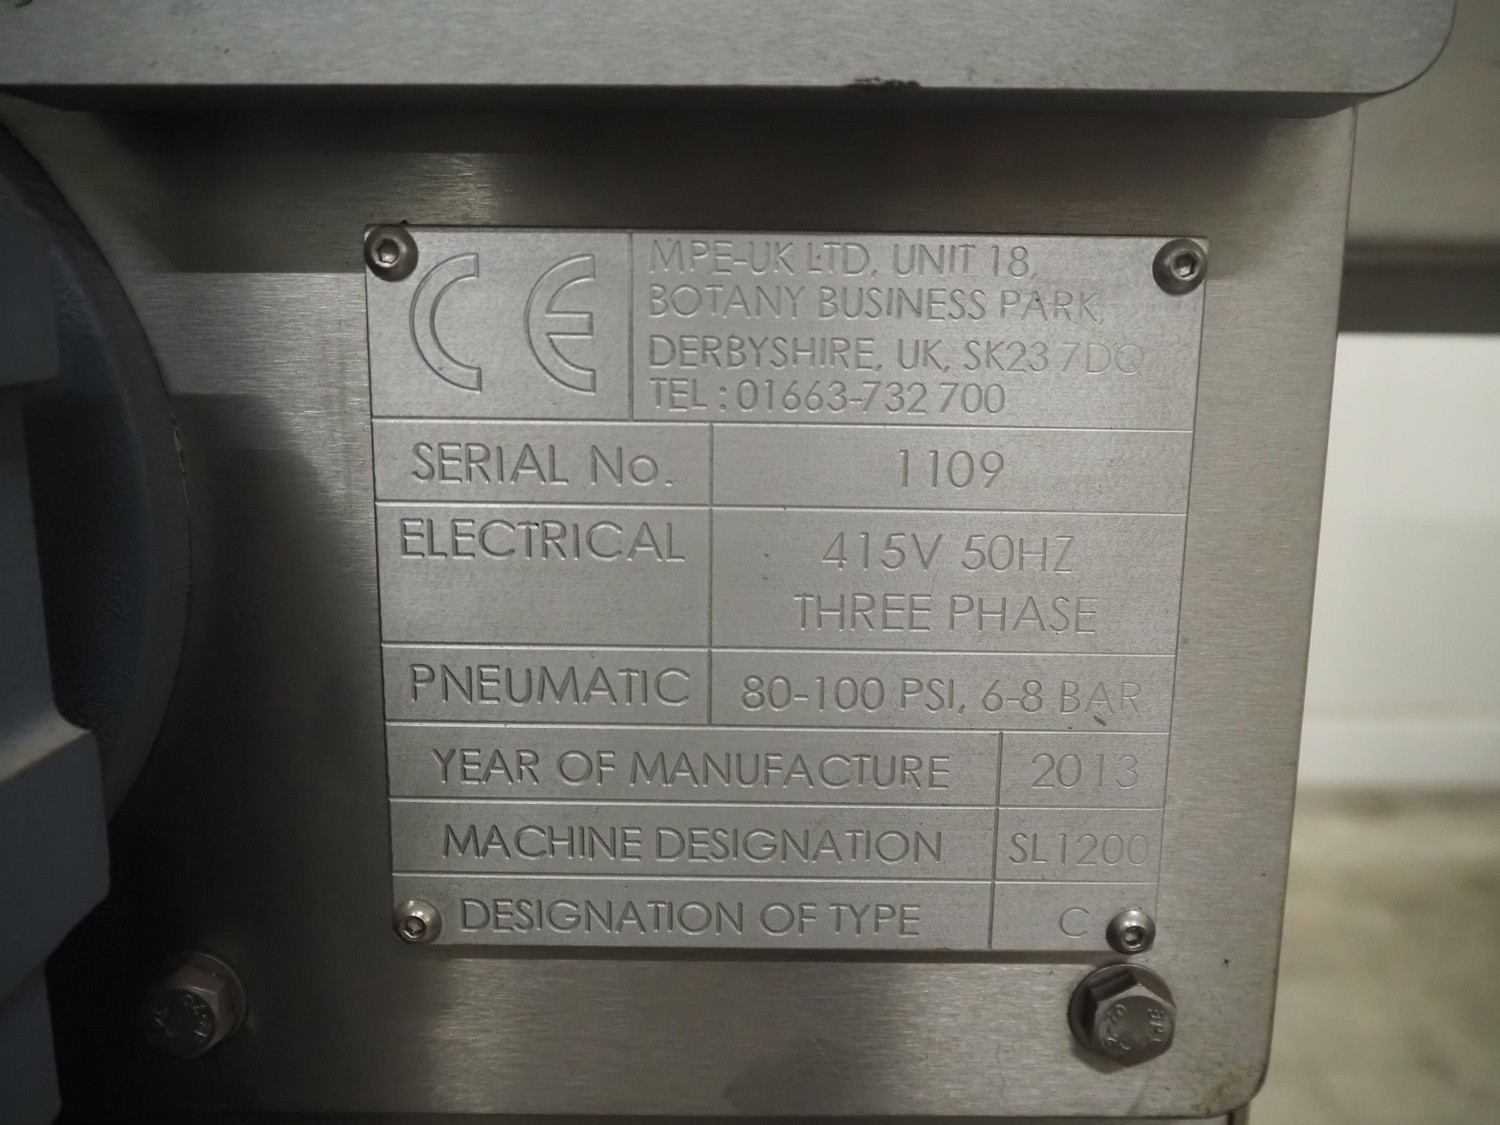 CE
MPE-UK LTD, UNIT 18,
BOTANY BUSINESS PARK,
DERBYSHIRE, UK, SK23 7DQ
TEL : 01663-732 700
SERIAL No. 1109
ELECTRICAL 415V 50HZ
THREE PHASE
PNEUMATIC 80-100 PSI, 6-8 BAR
YEAR OF MANUFACTURE 2013
MACHINE DESIGNATION SL1200
DESIGNATION OF TYPE C